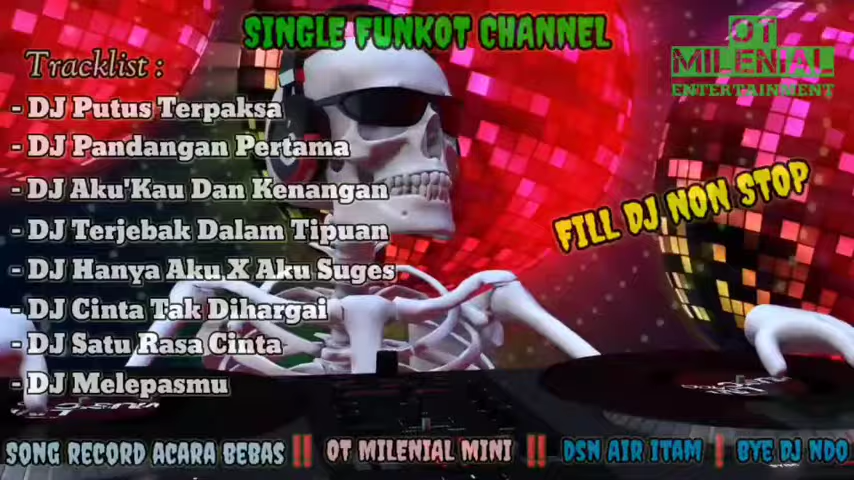 SINGLE FUNKOT CHANNEL
OT
MILENIAL
ENTERTAINMENT
Tracklist :
- DJ Putus Terpaksa
- DJ Pandangan Pertama
- DJ Aku'Kau Dan Kenangan
- DJ Terjebak Dalam Tipuan
- DJ Hanya Aku X Aku Suges
- DJ Cinta Tak Dihargai
- DJ Satu Rasa Cinta
- DJ Melepasmu
FILL DJ NON STOP
SONG RECORD ACARA BEBAS‼ OT MILENIAL MINI ‼ DSN AIR ITAM ❗ BYE DJ NDO